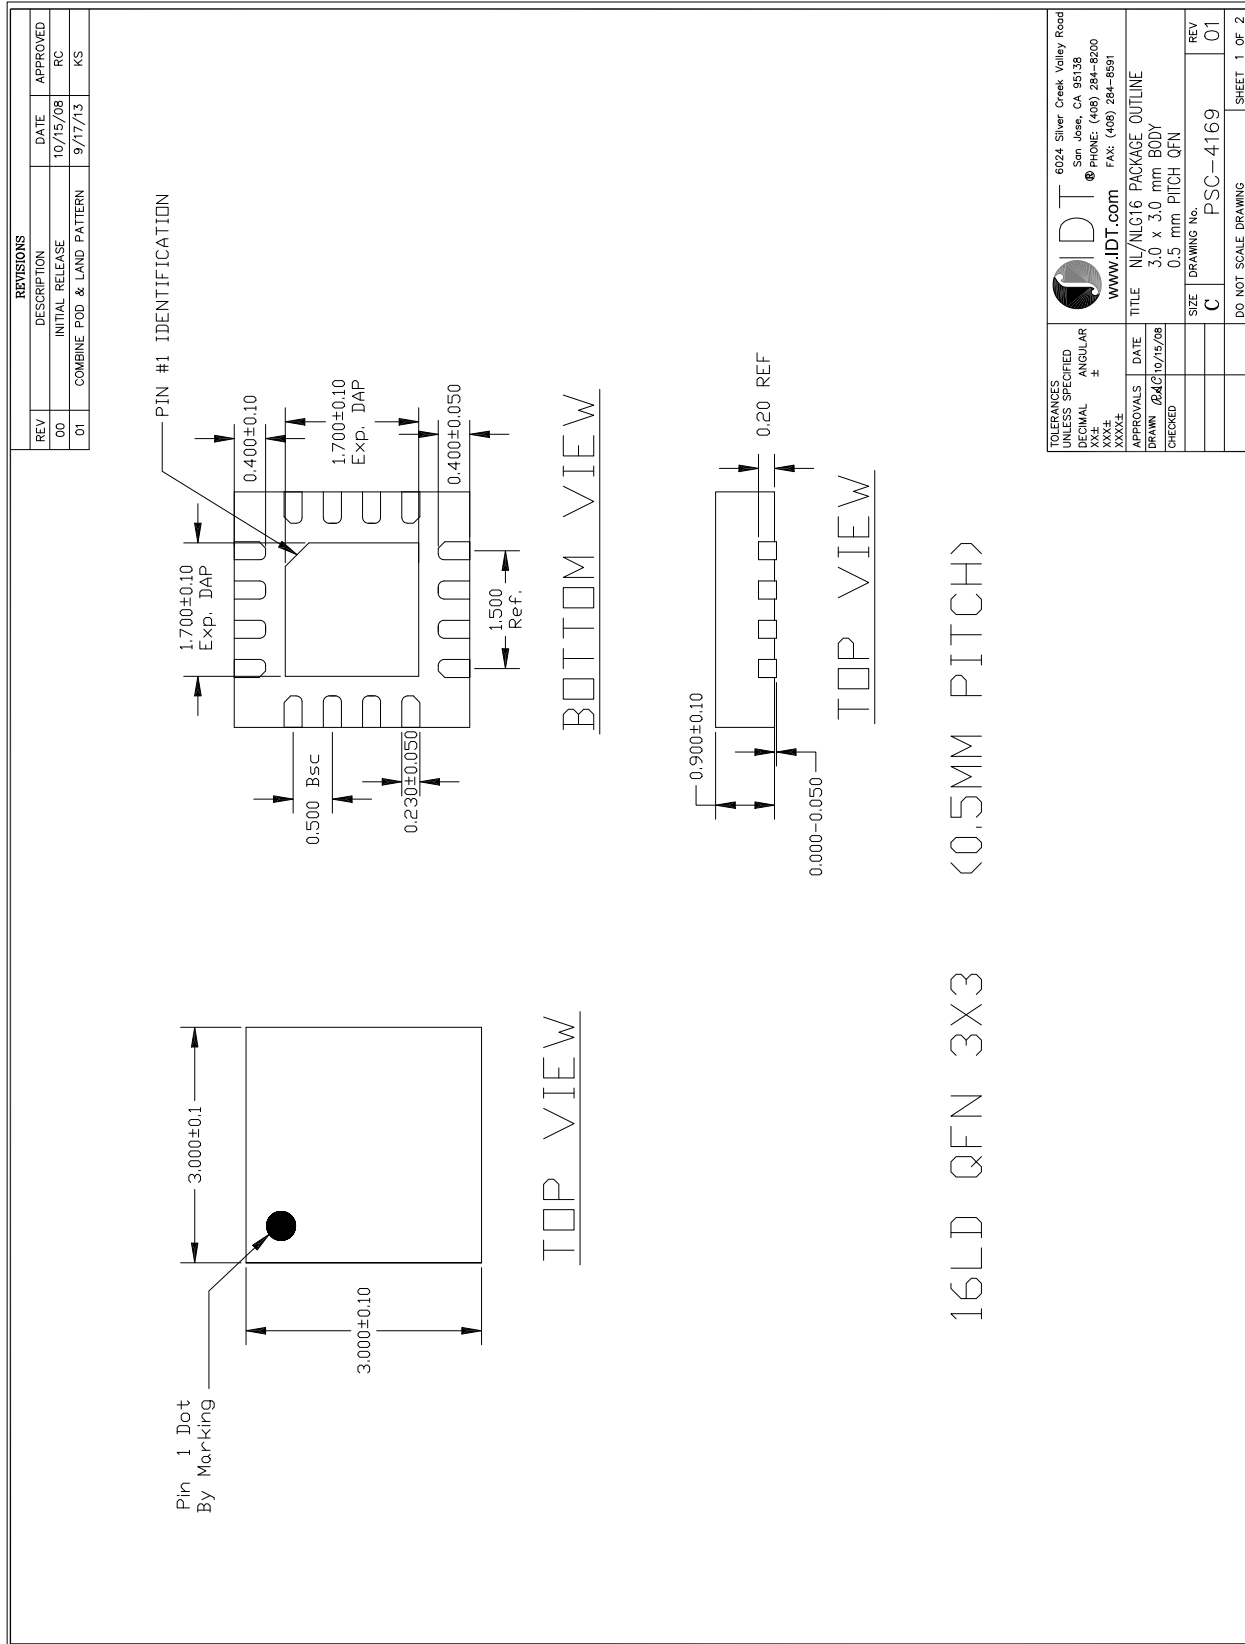 REVISIONS
REV DESCRIPTION DATE APPROVED
00 INITIAL RELEASE 10/15/08 RC
01 COMBINE POD & LAND PATTERN 9/17/13 KS
Pin 1 Dot
By Marking
3.000±0.1
3.000±0.10
TOP VIEW
PIN #1 IDENTIFICATION
1.700±0.10
Exp. DAP
0.400±0.10
1.700±0.10
Exp. DAP
0.500 Bsc
0.230±0.050
0.400±0.050
1.500
Ref.
BOTTOM VIEW
0.900±0.10
0.20 REF
0.000-0.050
TOP VIEW
16LD QFN 3X3 (0.5MM PITCH)
TOLERANCES
UNLESS SPECIFIED
DECIMAL ANGULAR
XX± ±
XXX±
XXXX±
APPROVALS DATE
DRAWN RAC 10/15/08
CHECKED
IDT ®
www.IDT.com
6024 Silver Creek Valley Road
San Jose, CA 95138
PHONE: (408) 284-8200
FAX: (408) 284-8591
TITLE NL/NLG16 PACKAGE OUTLINE
3.0 x 3.0 mm BODY
0.5 mm PITCH QFN
SIZE DRAWING No. REV
C PSC-4169 01
DO NOT SCALE DRAWING SHEET 1 OF 2